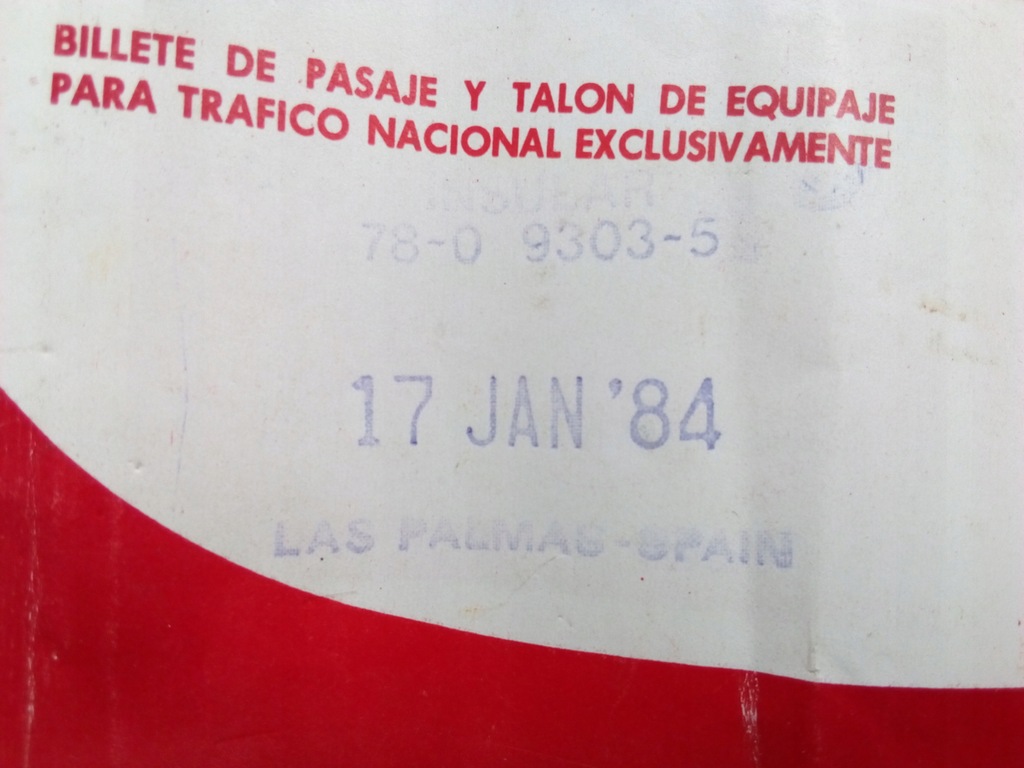 BILLETE DE PASAJE Y TALON DE EQUIPAJE
PARA TRAFICO NACIONAL EXCLUSIVAMENTE
INSULAR
78-0 9303-5
17 JAN '84
LAS PALMAS-SPAIN